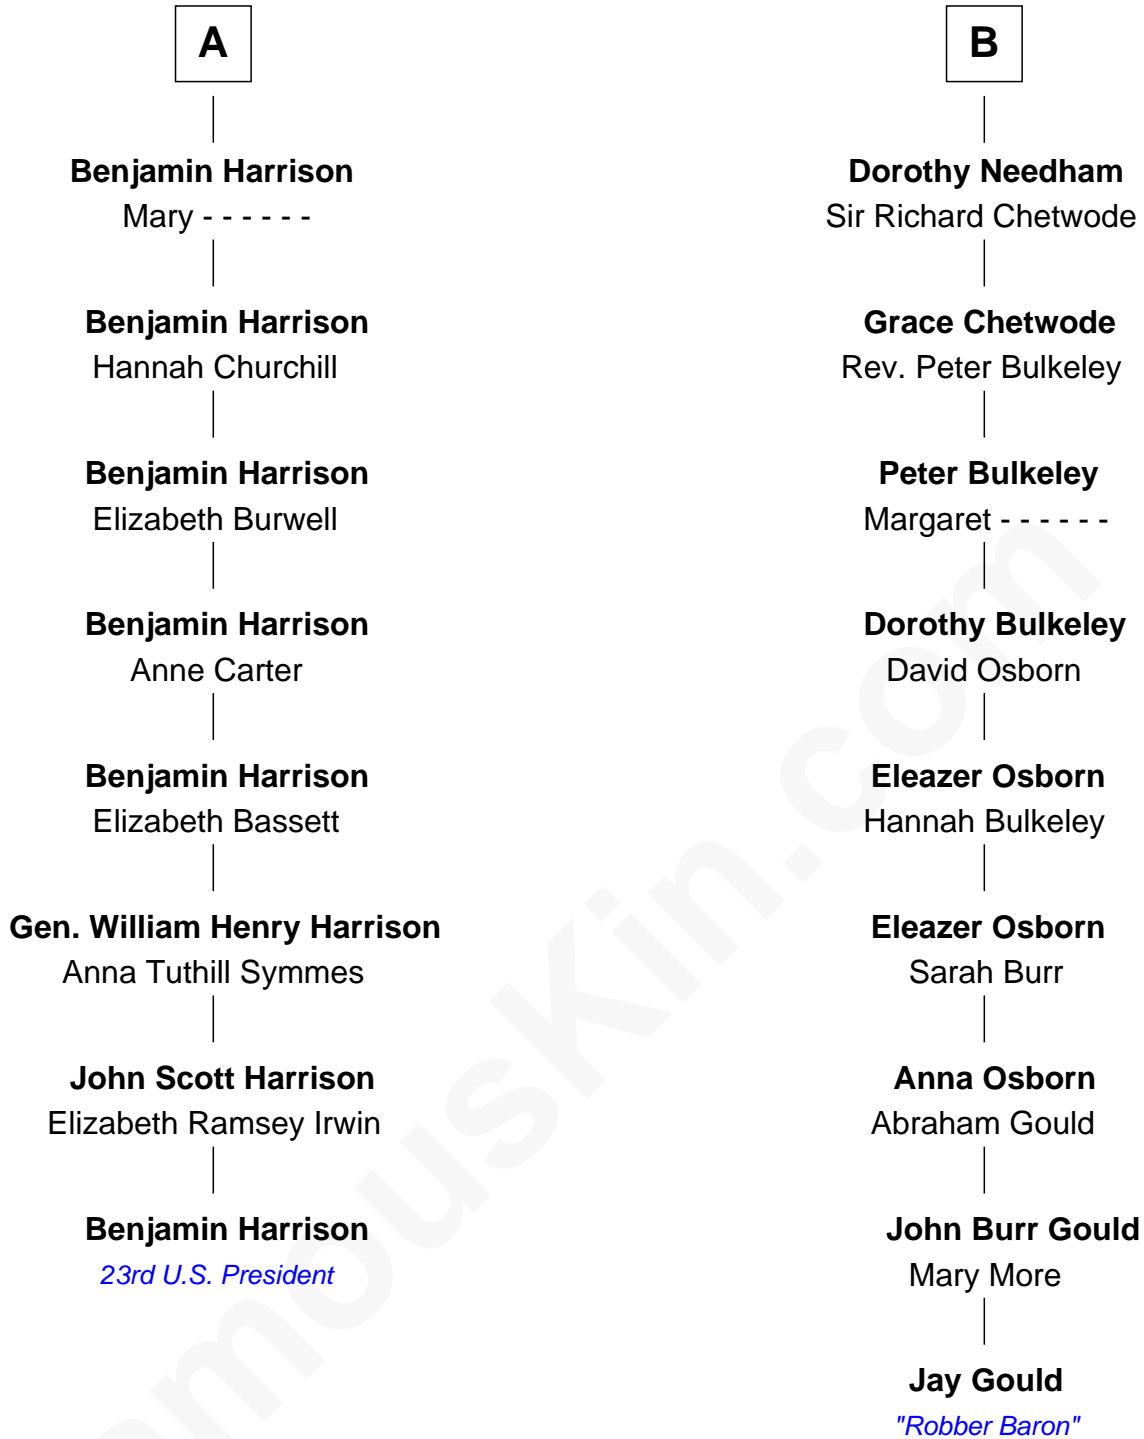 A
Benjamin Harrison
Mary - - - - - -
Benjamin Harrison
Hannah Churchill
Benjamin Harrison
Elizabeth Burwell
Benjamin Harrison
Anne Carter
Benjamin Harrison
Elizabeth Bassett
Gen. William Henry Harrison
Anna Tuthill Symmes
John Scott Harrison
Elizabeth Ramsey Irwin
Benjamin Harrison
23rd U.S. President
B
Dorothy Needham
Sir Richard Chetwode
Grace Chetwode
Rev. Peter Bulkeley
Peter Bulkeley
Margaret - - - - - -
Dorothy Bulkeley
David Osborn
Eleazer Osborn
Hannah Bulkeley
Eleazer Osborn
Sarah Burr
Anna Osborn
Abraham Gould
John Burr Gould
Mary More
Jay Gould
"Robber Baron"
mousKin.com